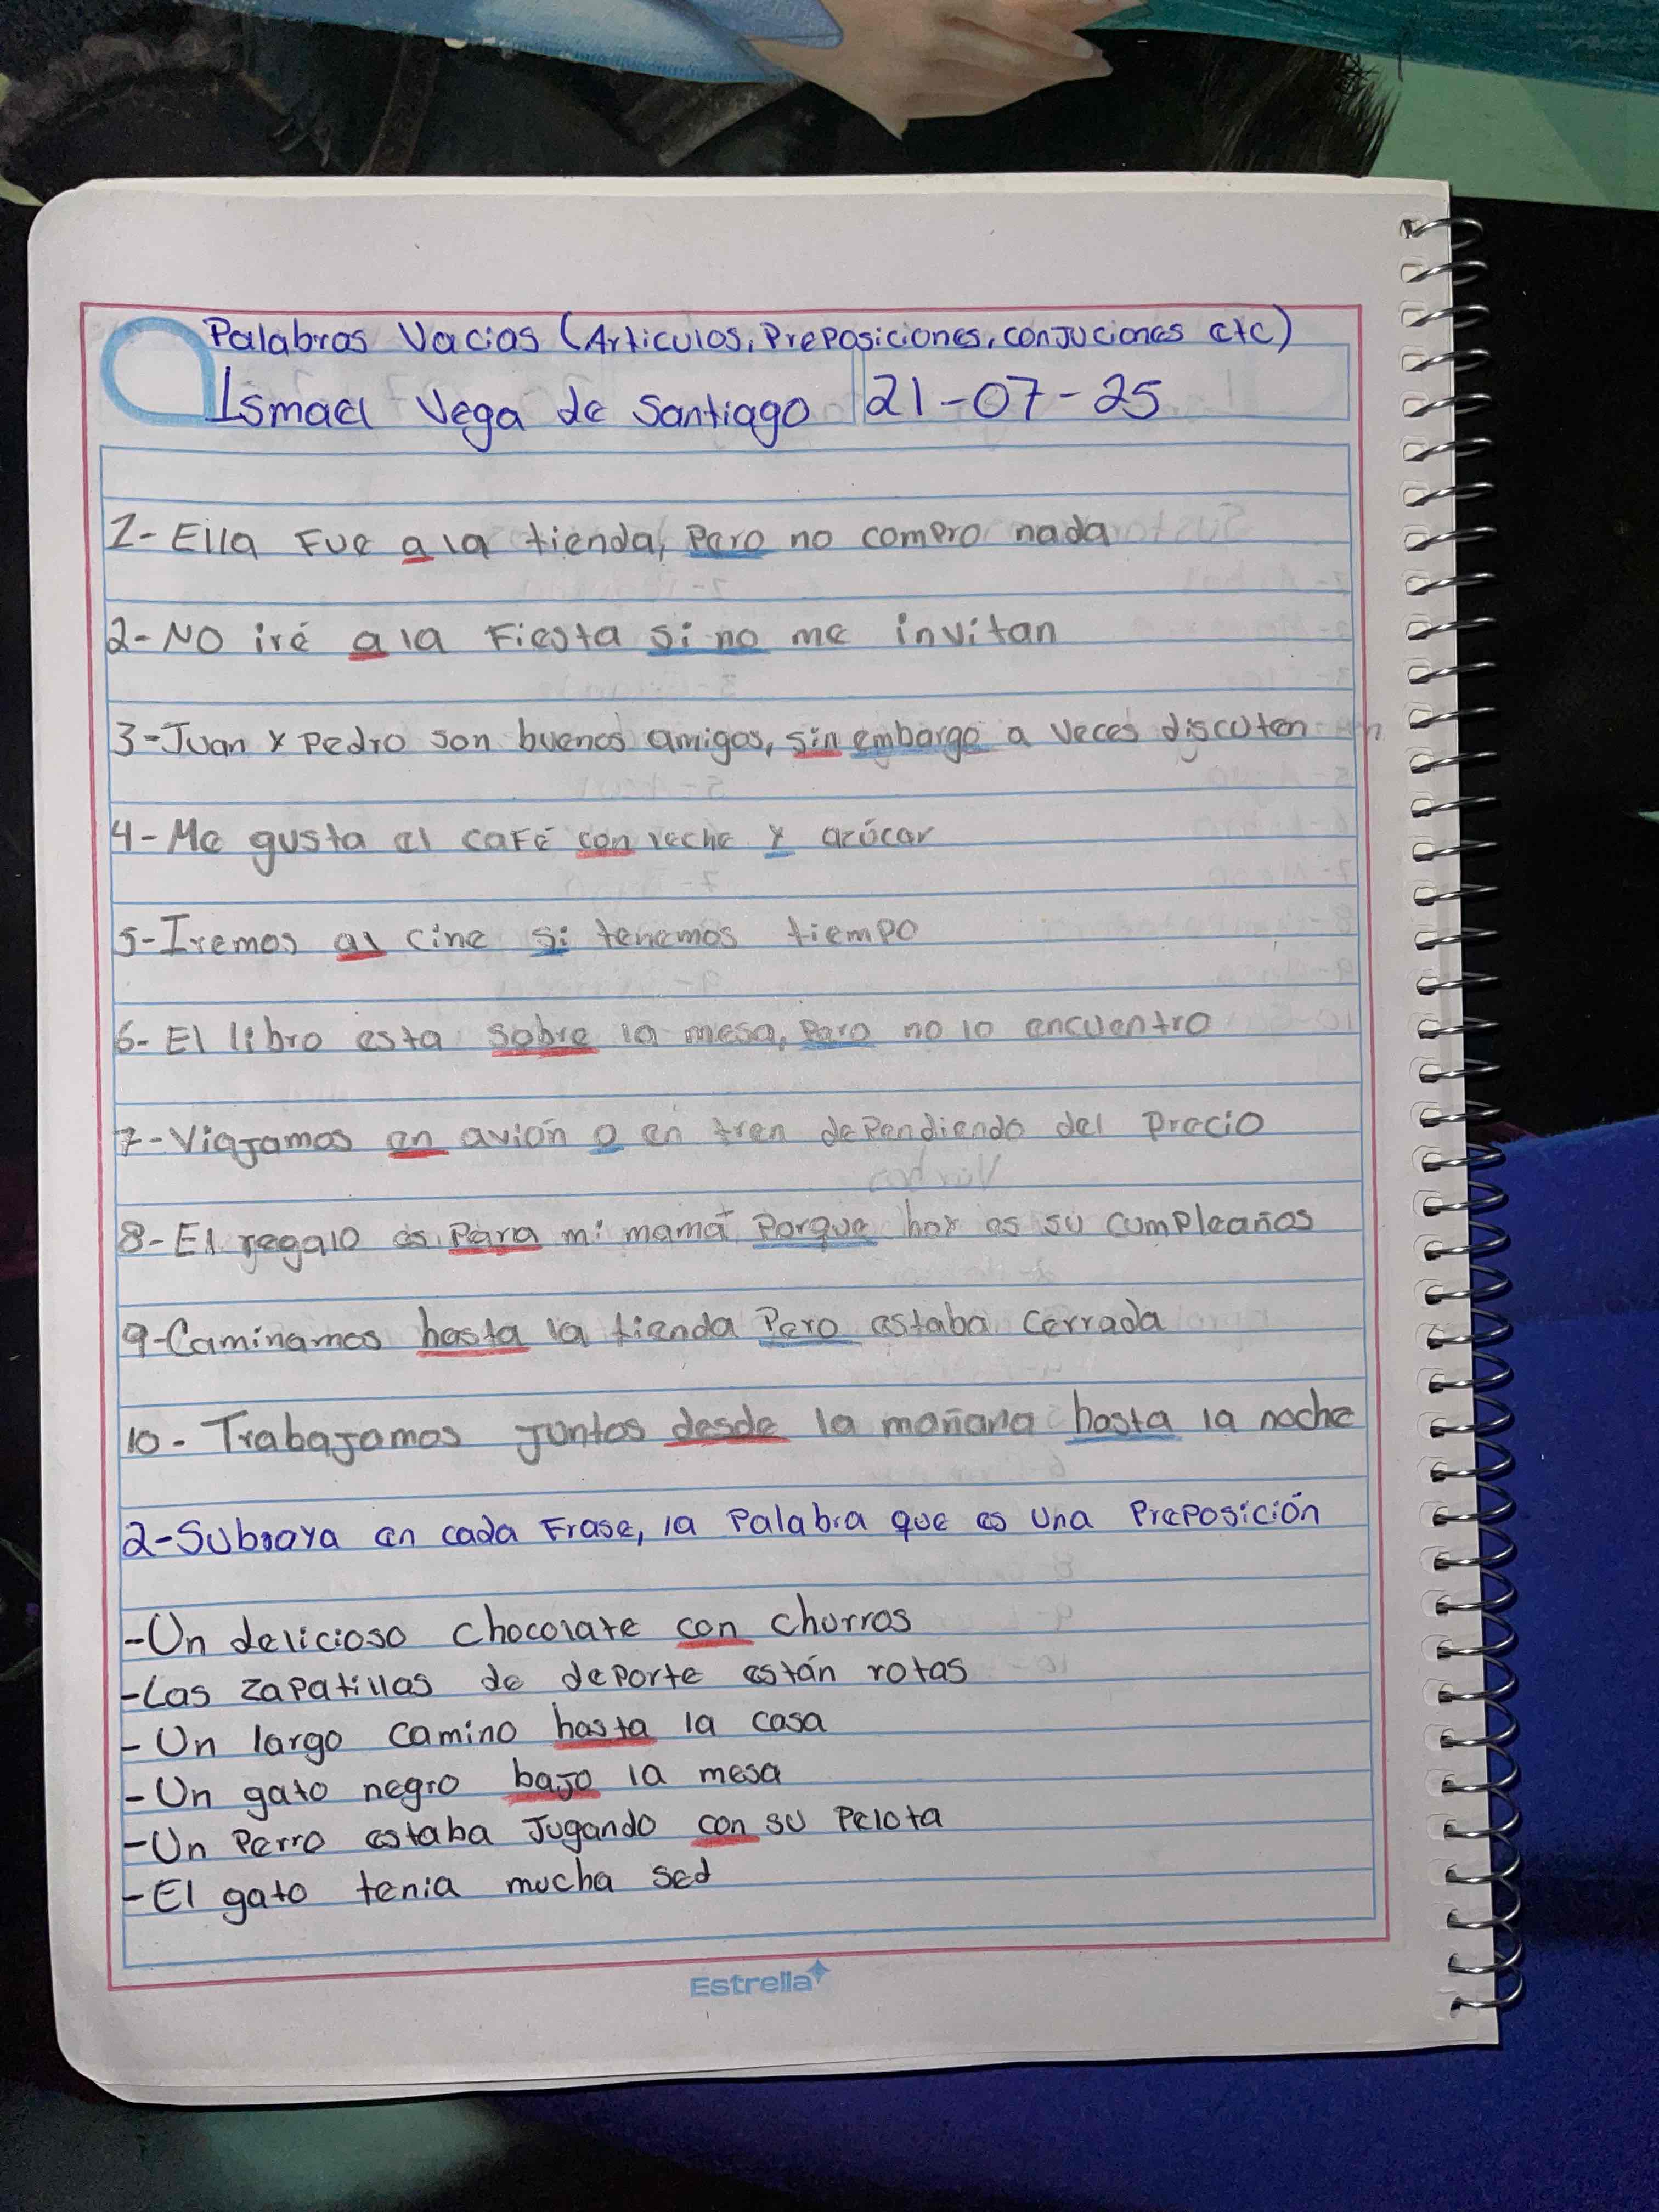 Palabras Vacias (Articulos, Preposiciones, conjuciones etc)
Ismael Vega de Santiago 21-07-25
1- Ella Fue a la tienda, Pero no compro nada
2- No iré a la Fiesta si no me invitan
3- Juan y Pedro son buenos amigos, sin embargo a veces discuten
4- Me gusta el café con leche y azúcar
5- Iremos al cine si tenemos tiempo
6- El libro esta sobre la mesa, Pero no lo encuentro
7- Viajamos en avión o en tren dependiendo del Precio
8- El regalo es Para mi mamá Porque hoy es su cumpleaños
9- Caminamos hasta la tienda Pero estaba cerrada
10- Trabajamos juntos desde la mañana hasta la noche
2- Subraya en cada Frase, la Palabra que es una Preposición
- Un delicioso chocolate con churros
- Las zapatillas de deporte están rotas
- Un largo camino hasta la casa
- Un gato negro bajo la mesa
- Un Perro estaba Jugando con su Pelota
- El gato tenia mucha sed
Estrella